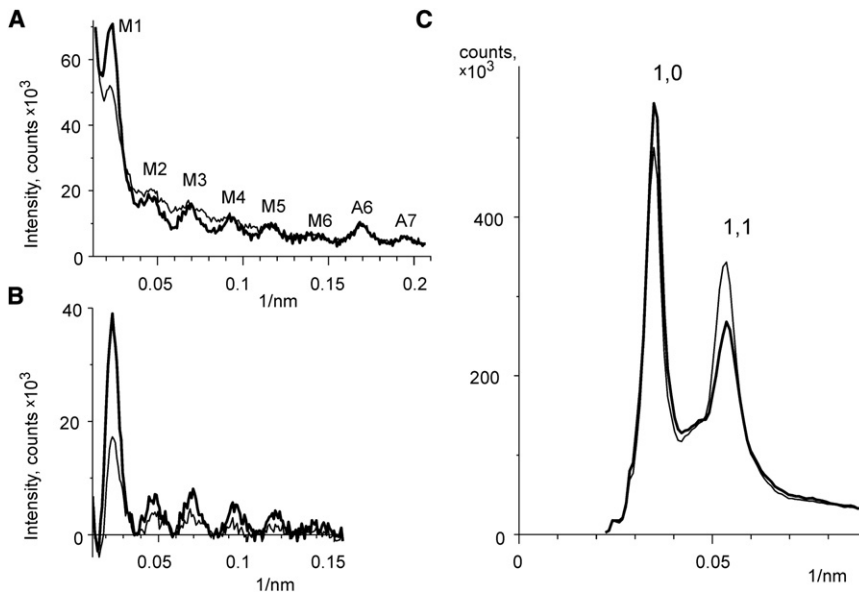 A
Intensity, counts ×10³
60
40
20
0
M1
M2
M3
M4
M5
M6
A6
A7
0.05
0.1
0.15
0.2
1/nm
B
Intensity, counts ×10³
40
20
0
0.05
0.1
0.15
1/nm
C
counts,
×10³
1,0
1,1
400
200
0
0
0.05
1/nm